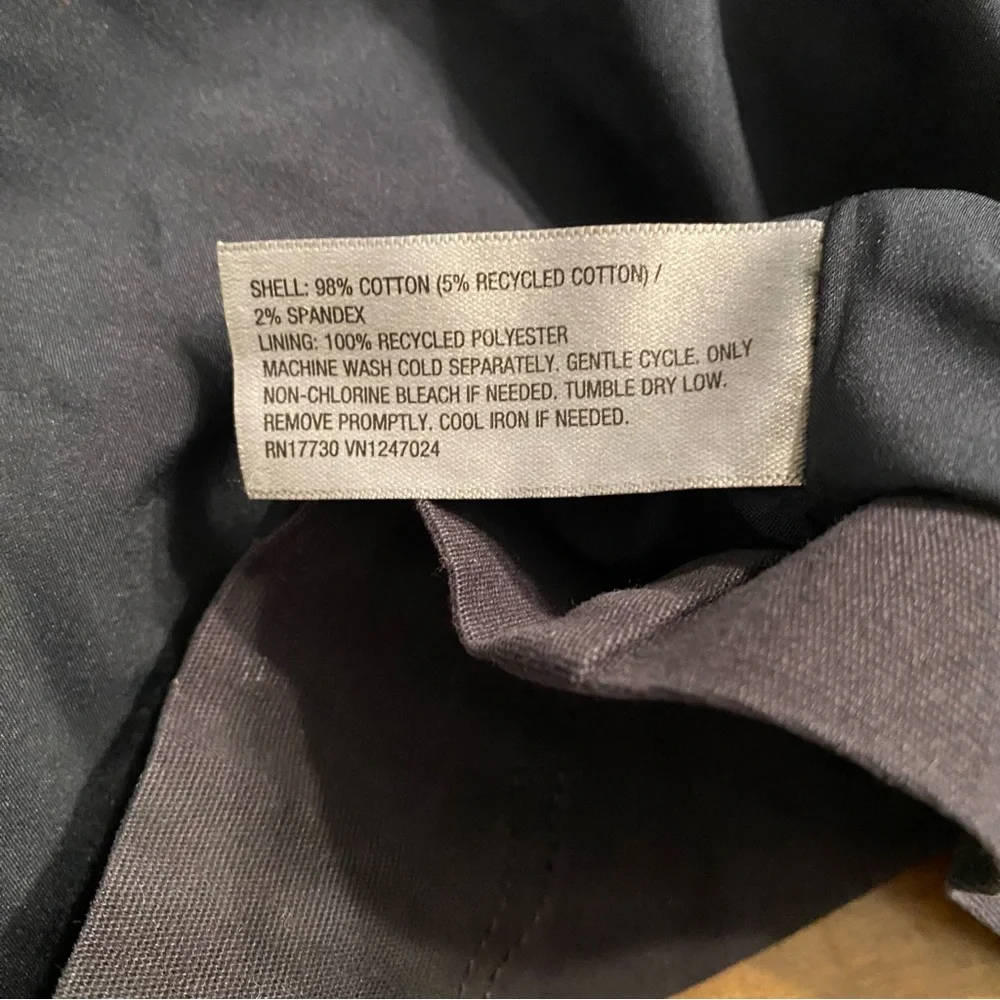 SHELL: 98% COTTON (5% RECYCLED COTTON) /
2% SPANDEX
LINING: 100% RECYCLED POLYESTER
MACHINE WASH COLD SEPARATELY. GENTLE CYCLE. ONLY
NON-CHLORINE BLEACH IF NEEDED. TUMBLE DRY LOW.
REMOVE PROMPTLY. COOL IRON IF NEEDED.
RN17730 VN1247024